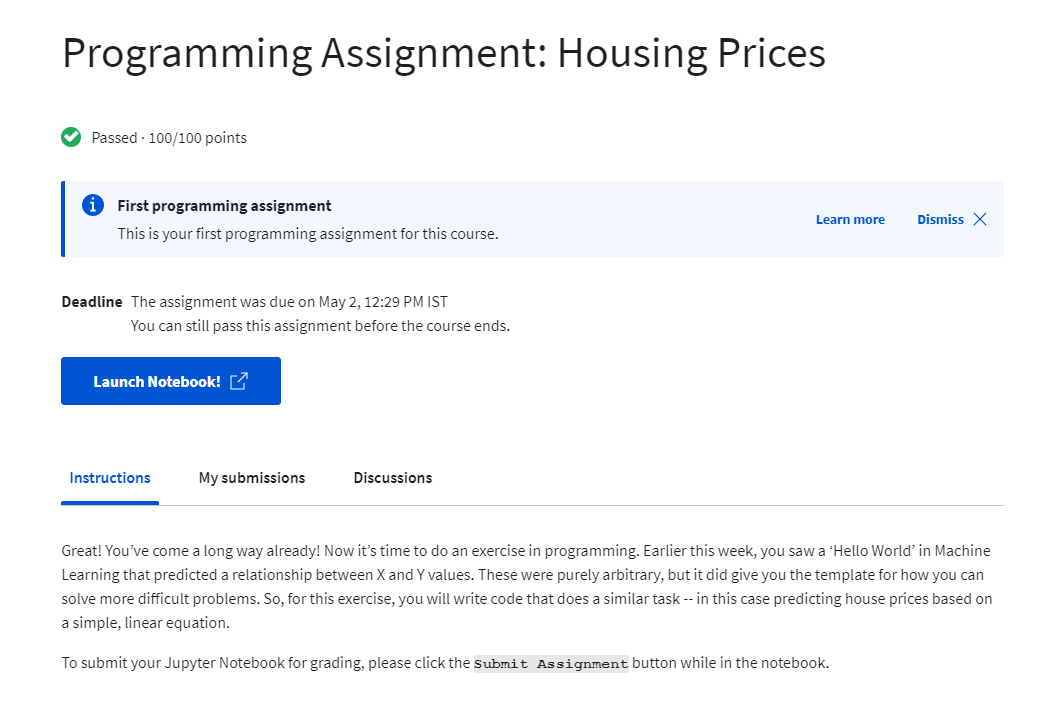 Programming Assignment: Housing Prices
Passed · 100/100 points
First programming assignment
This is your first programming assignment for this course.
Learn more
Dismiss
Deadline The assignment was due on May 2, 12:29 PM IST
You can still pass this assignment before the course ends.
Launch Notebook!
Instructions
My submissions
Discussions
Great! You’ve come a long way already! Now it’s time to do an exercise in programming. Earlier this week, you saw a ‘Hello World’ in Machine
Learning that predicted a relationship between X and Y values. These were purely arbitrary, but it did give you the template for how you can
solve more difficult problems. So, for this exercise, you will write code that does a similar task -- in this case predicting house prices based on
a simple, linear equation.
To submit your Jupyter Notebook for grading, please click the Submit Assignment button while in the notebook.